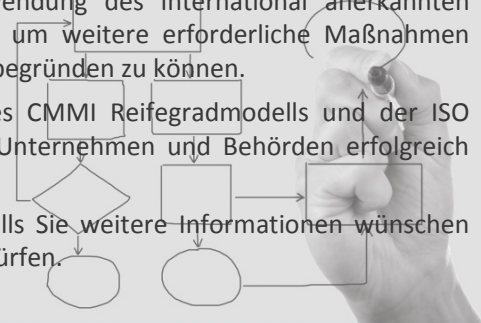 endung des international anerkannten
um weitere erforderliche Maßnahmen
begründen zu können.
es CMMI Reifegradmodells und der ISO
Unternehmen und Behörden erfolgreich
lls Sie weitere Informationen wünschen
ürfen.